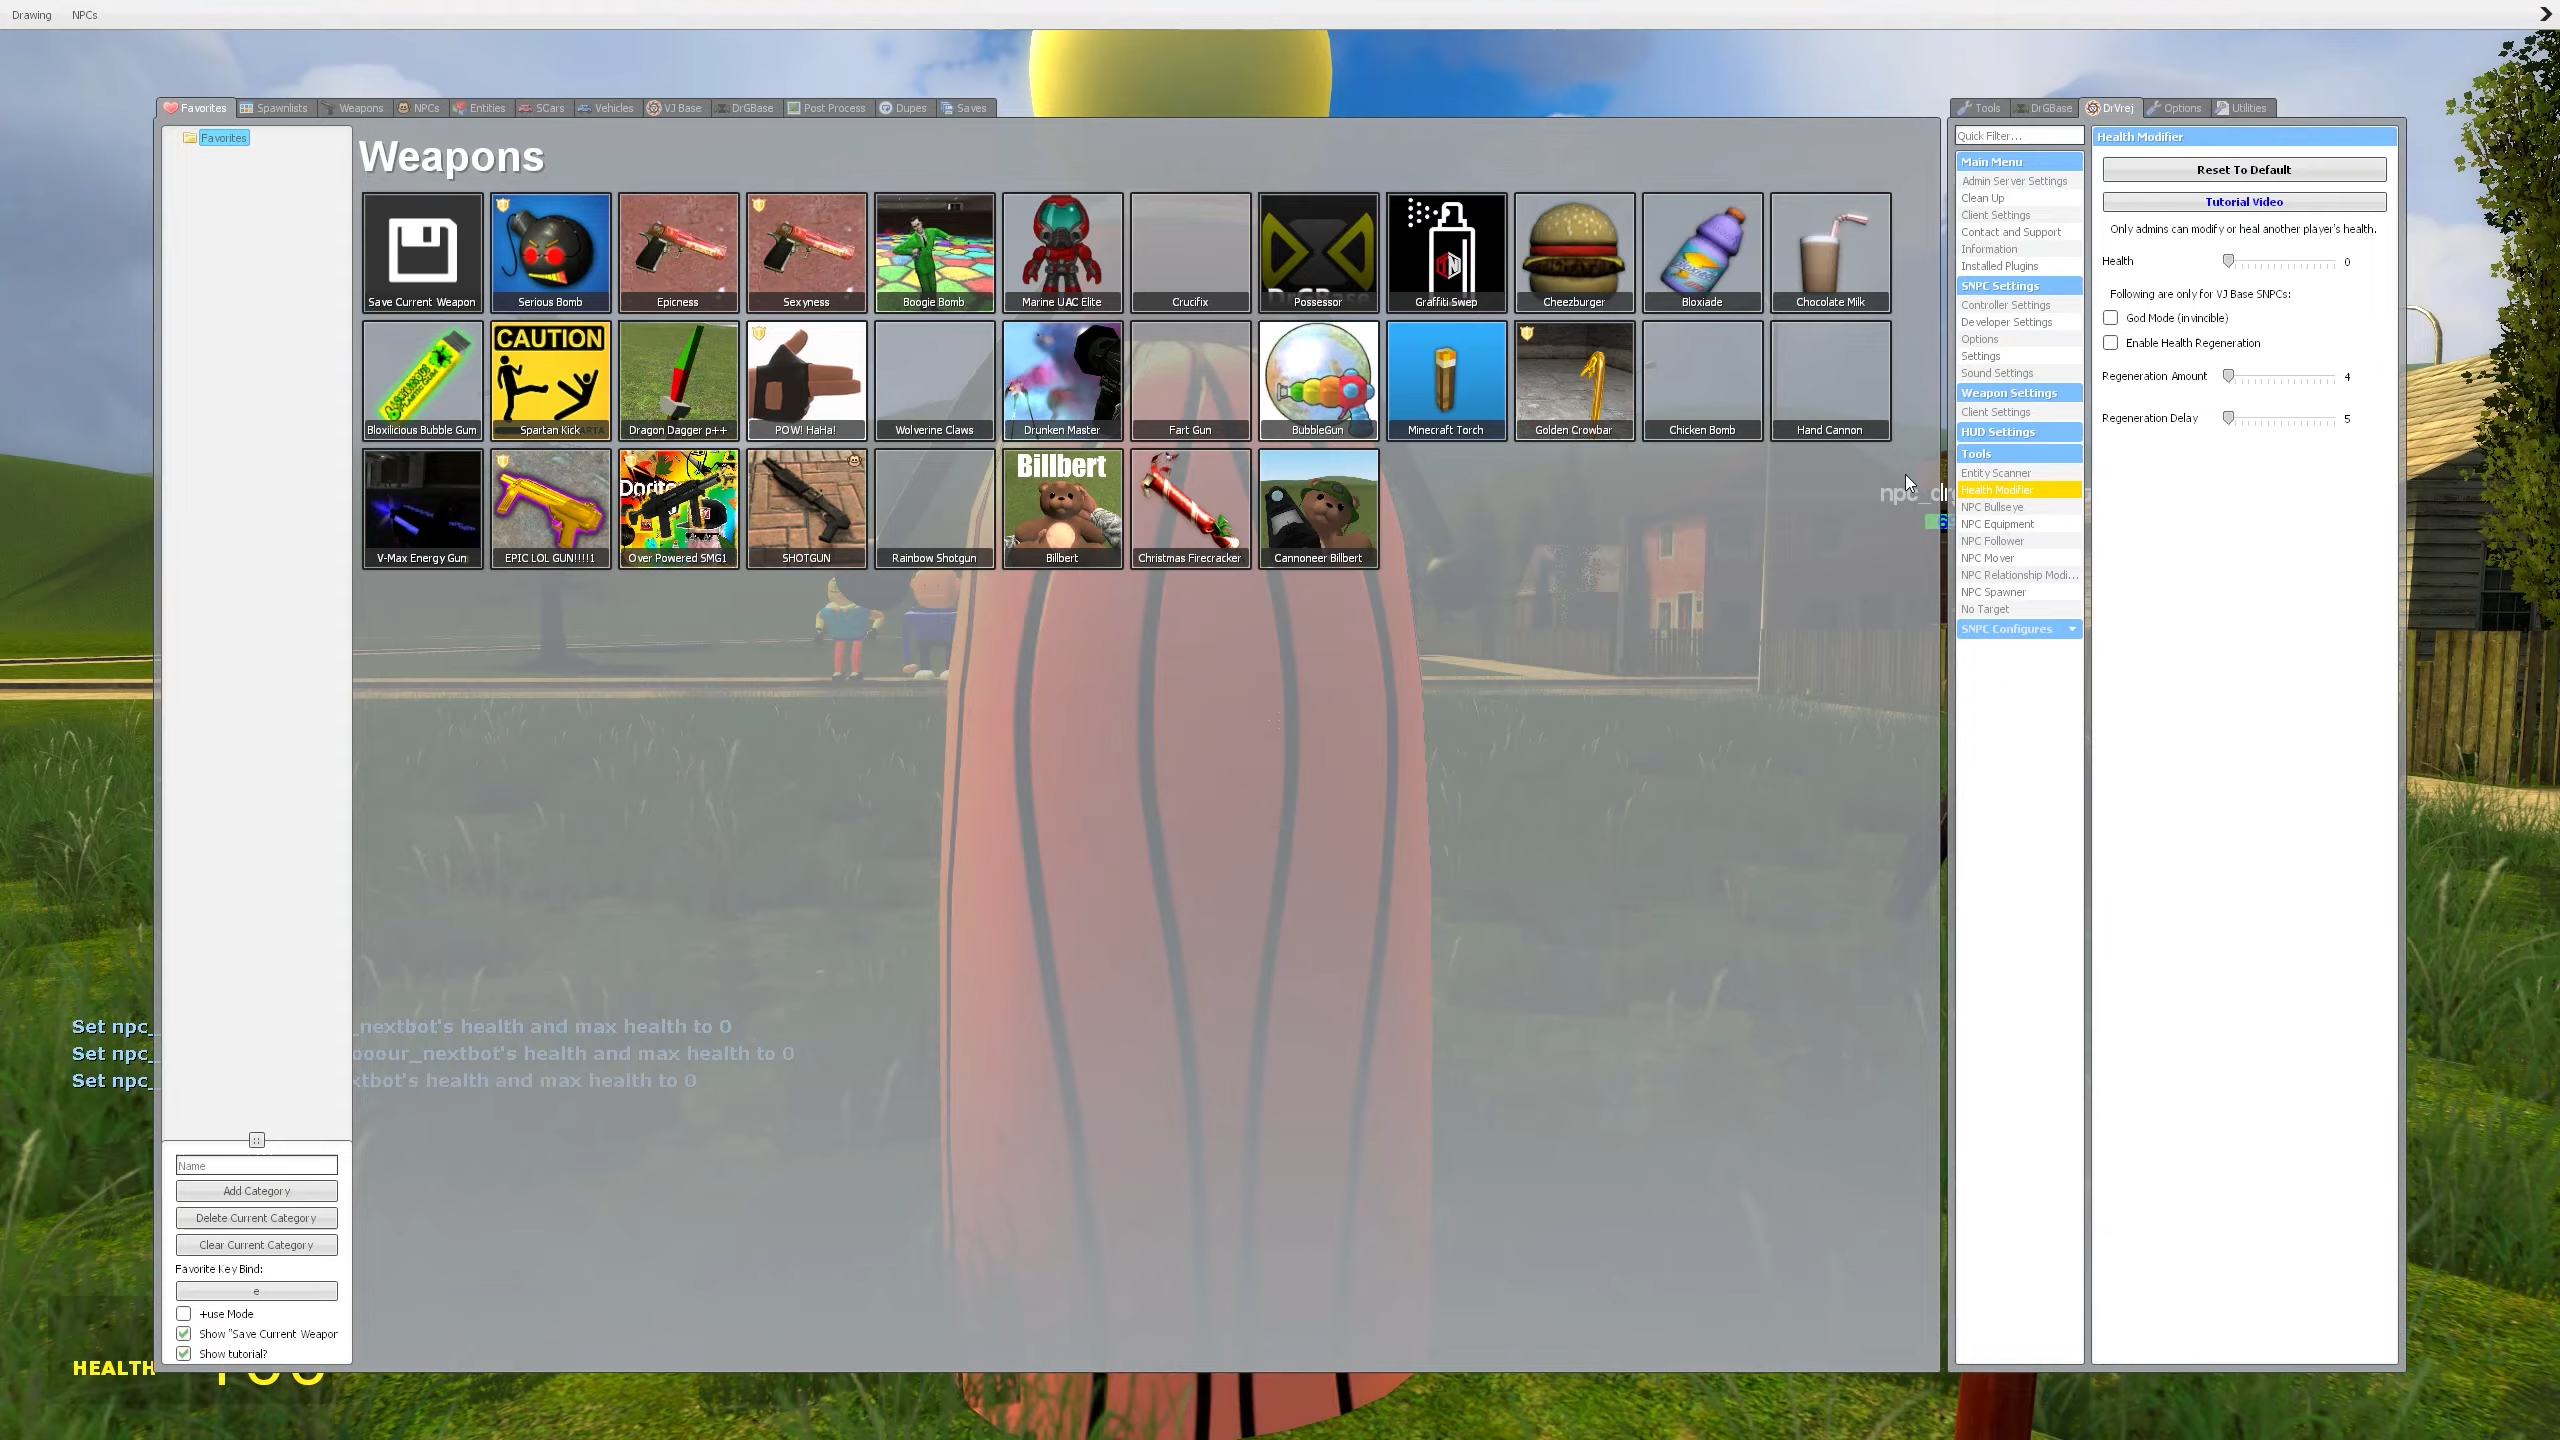 Drawing NPCs
Favorites Spawnlists Weapons NPCs Entities SCars Vehicles VJ Base DrGBase Post Process Dupes Saves
Tools DrGBase DrVrej Options Utilities
Favorites
Weapons
Save Current Weapon Serious Bomb Epicness Sexyness Boogie Bomb Marine UAC Elite Crucifix Possessor Graffiti Swep Cheezburger Bloxiade Chocolate Milk
CAUTION
Bloxilicious Bubble Gum Spartan Kick Dragon Dagger p++ POW! HaHa! Wolverine Claws Drunken Master Fart Gun BubbleGun Minecraft Torch Golden Crowbar Chicken Bomb Hand Cannon
Billbert
V-Max Energy Gun EPIC LOL GUN!!!!1 Over Powered SMG1 SHOTGUN Rainbow Shotgun Billbert Christmas Firecracker Cannoneer Billbert
Set npc_ _nextbot's health and max health to 0
Set npc_ ooour_nextbot's health and max health to 0
Set npc_ xtbot's health and max health to 0
Name
Add Category
Delete Current Category
Clear Current Category
Favorite Key Bind:
e
+use Mode
Show "Save Current Weapor
Show tutorial?
HEALTH 100
Quick Filter...
Main Menu
Admin Server Settings
Clean Up
Client Settings
Contact and Support
Information
Installed Plugins
SNPC Settings
Controller Settings
Developer Settings
Options
Settings
Sound Settings
Weapon Settings
Client Settings
HUD Settings
Tools
Entity Scanner
Health Modifier
NPC Bullseye
NPC Equipment
NPC Follower
NPC Mover
NPC Relationship Modi...
NPC Spawner
No Target
SNPC Configures
Health Modifier
Reset To Default
Tutorial Video
Only admins can modify or heal another player's health.
Health 0
Following are only for VJ Base SNPCs:
God Mode (invincible)
Enable Health Regeneration
Regeneration Amount 4
Regeneration Delay 5